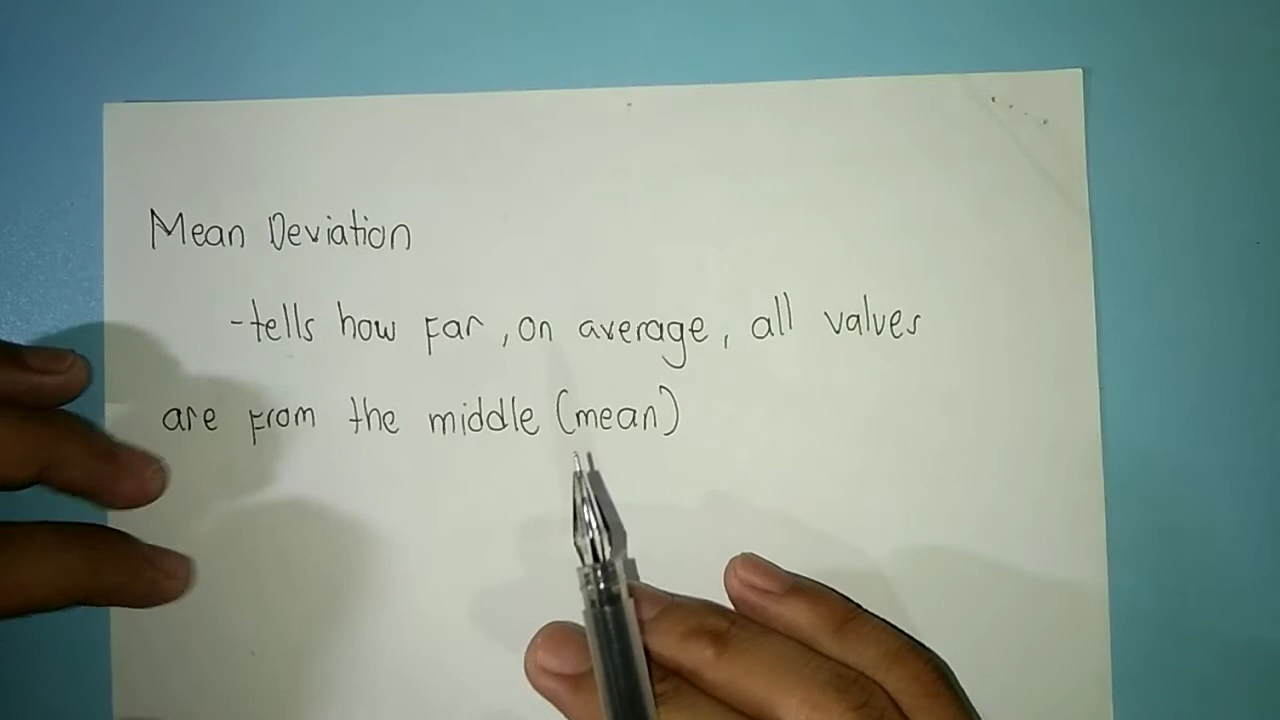 Mean Deviation
-tells how far, on average, all values
are from the middle (mean)